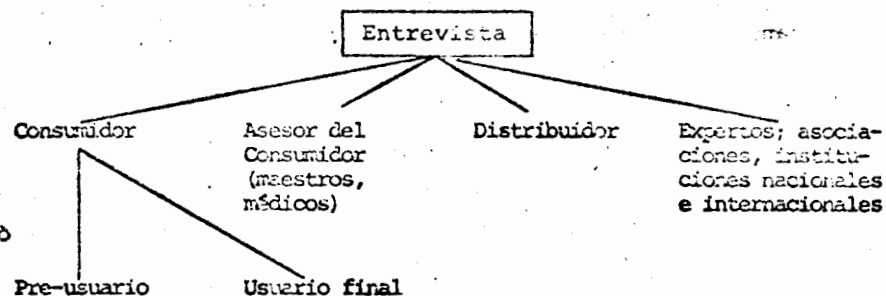 Entrevista
Consumidor
Asesor del
Consumidor
(maestros,
médicos)
Distribuidor
Expertos; asocia-
ciones, institu-
ciones nacionales
e internacionales
Pre-usuario
Usuario final